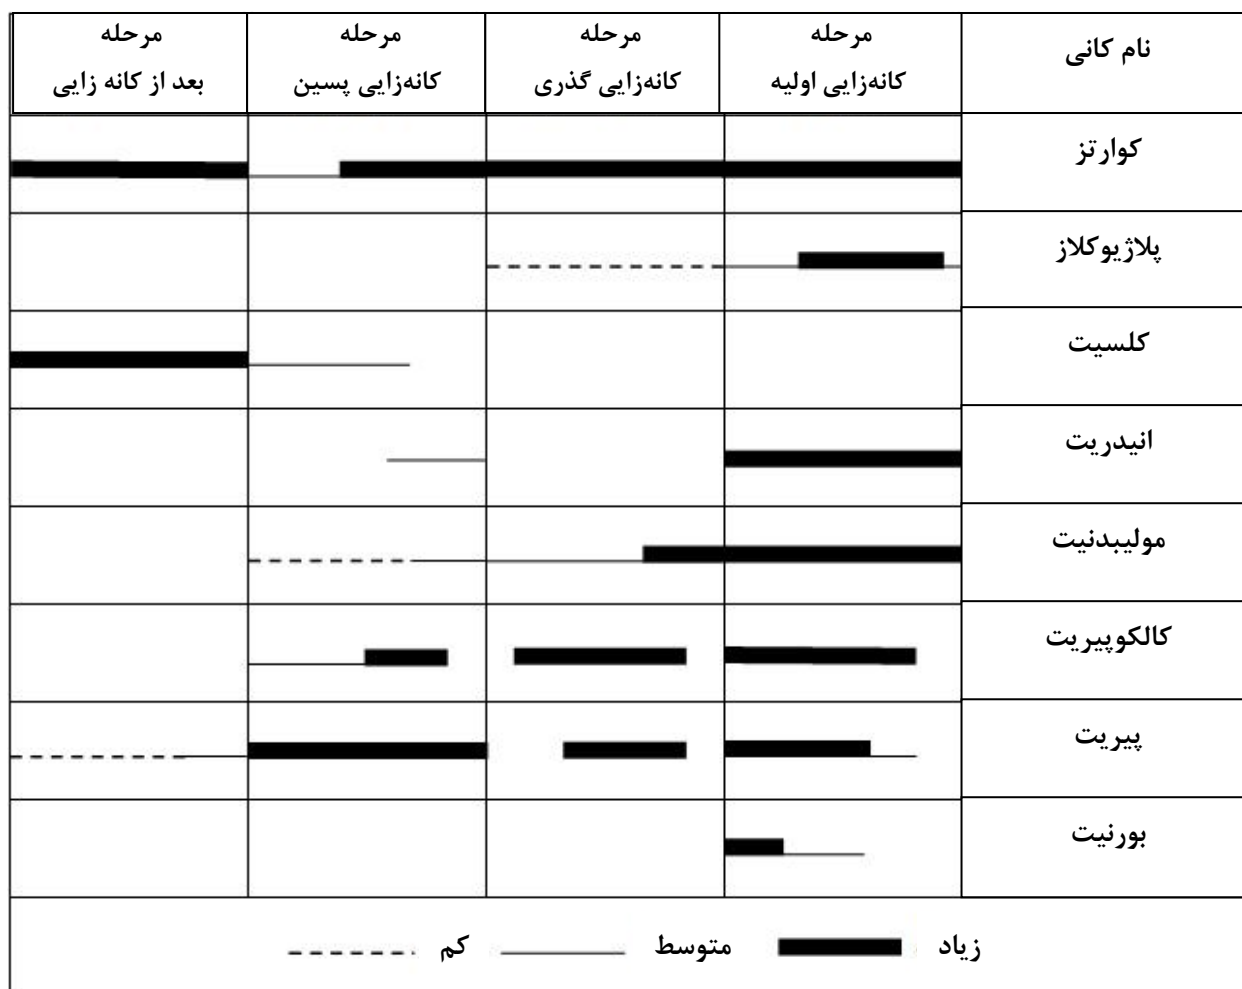 نام کانی
مرحله
کانه‌زایی اولیه
مرحله
کانه‌زایی گذری
مرحله
کانه‌زایی پسین
مرحله
بعد از کانه زایی
کوارتز
پلاژیوکلاز
کلسیت
انیدریت
مولیبدنیت
کالکوپیریت
پیریت
بورنیت
زیاد
متوسط
کم